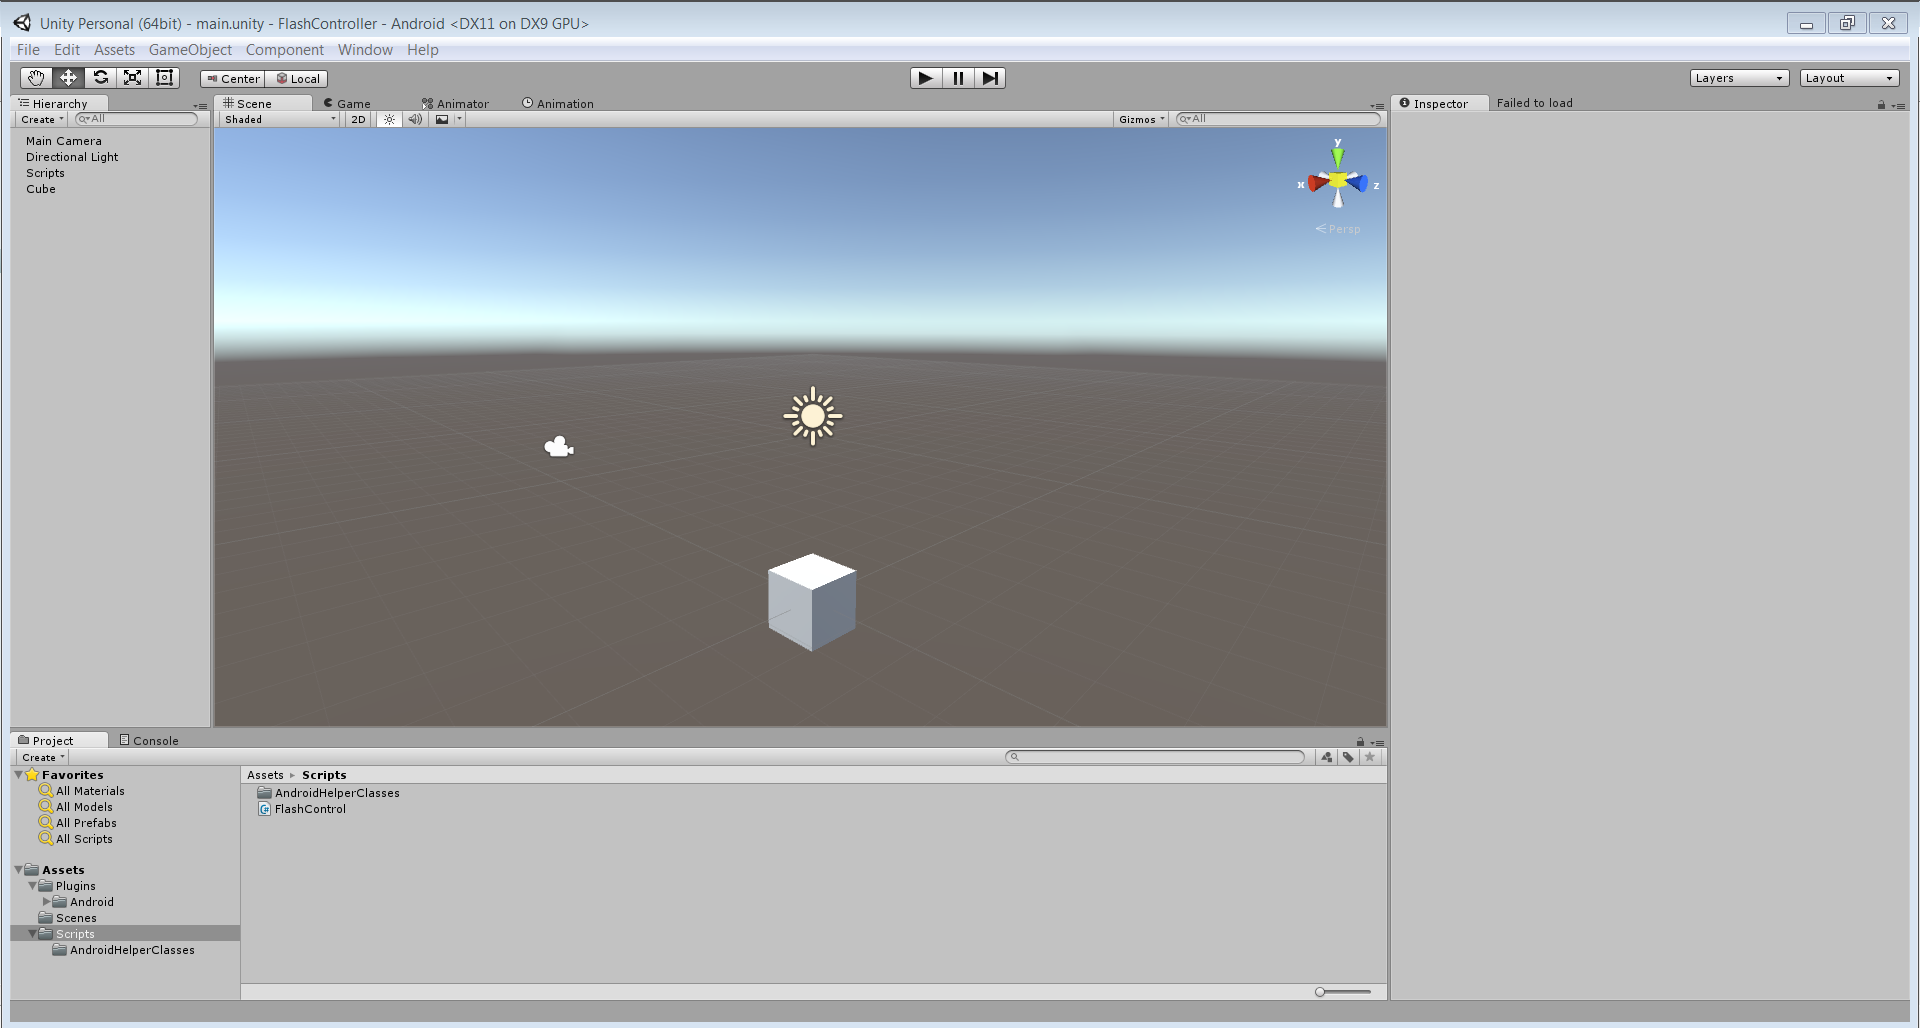 Unity Personal (64bit) - main.unity - FlashController - Android <DX11 on DX9 GPU>
File Edit Assets GameObject Component Window Help
Center Local Layers Layout
Hierarchy Scene Game Animator Animation Inspector Failed to load
Create All Shaded 2D Gizmos All
Main Camera
Directional Light
Scripts
Cube
y
x z
Persp
Project Console
Create
Favorites
All Materials
All Models
All Prefabs
All Scripts
Assets
Plugins
Android
Scenes
Scripts
AndroidHelperClasses
Assets Scripts
AndroidHelperClasses
C# FlashControl